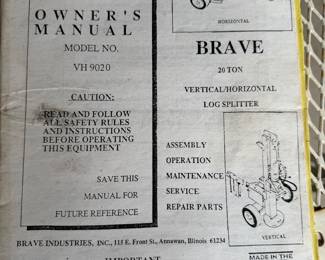 OWNER'S
MANUAL
MODEL NO.
VH 9020
CAUTION:
READ AND FOLLOW
ALL SAFETY RULES
AND INSTRUCTIONS
BEFORE OPERATING
THIS EQUIPMENT
SAVE THIS
MANUAL FOR
FUTURE REFERENCE
HORIZONTAL
BRAVE
20 TON
VERTICAL/HORIZONTAL
LOG SPLITTER
ASSEMBLY
OPERATION
MAINTENANCE
SERVICE
REPAIR PARTS
VERTICAL
BRAVE INDUSTRIES, INC., 115 E. Front St., Annawan, Illinois 61234
IMPORTANT
MADE IN THE